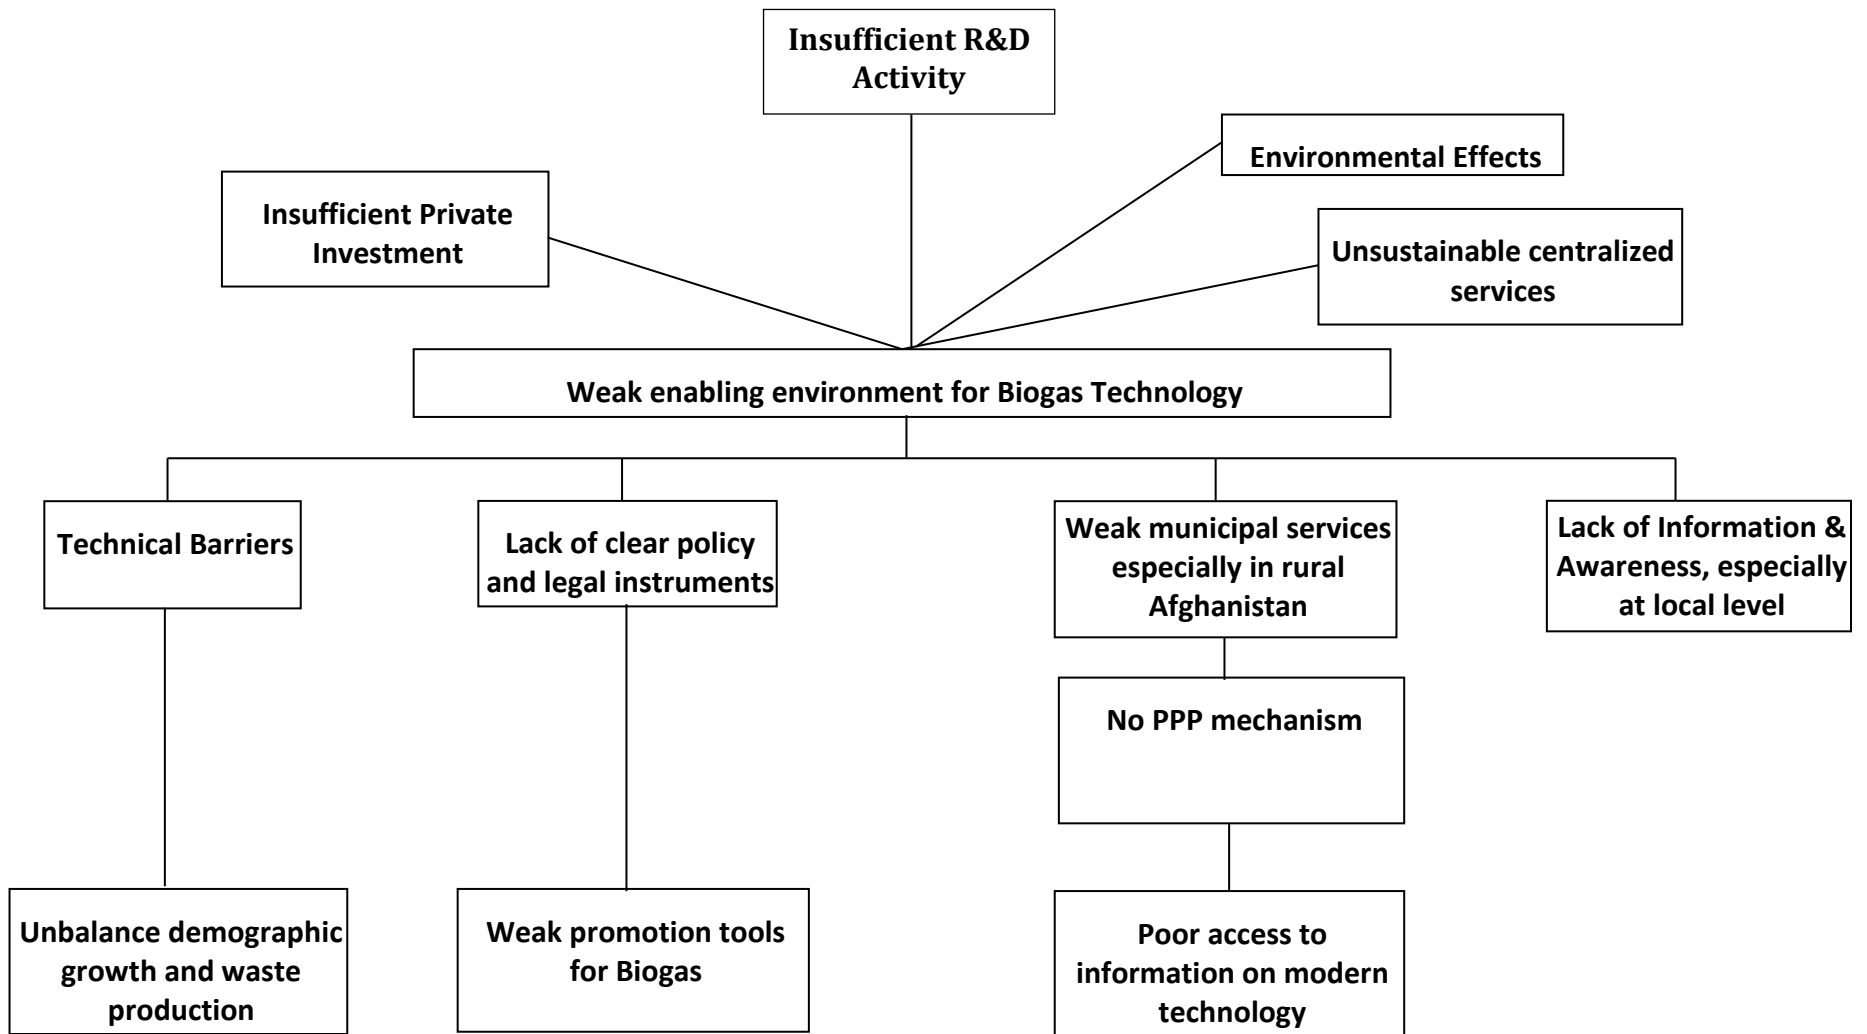 Insufficient R&D
Activity
Environmental Effects
Insufficient Private
Investment
Unsustainable centralized
services
Weak enabling environment for Biogas Technology
Technical Barriers
Lack of clear policy
and legal instruments
Weak municipal services
especially in rural
Afghanistan
Lack of Information &
Awareness, especially
at local level
No PPP mechanism
Unbalance demographic
growth and waste
production
Weak promotion tools
for Biogas
Poor access to
information on modern
technology